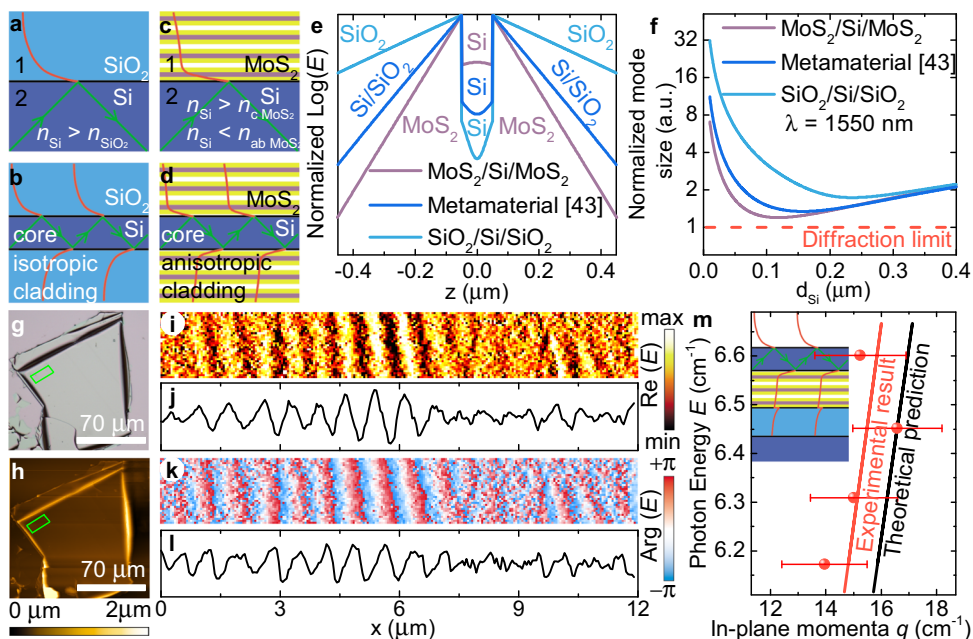 a
1
SiO₂
2
Si
nSi > nSiO₂
c
1
MoS₂
2
Si
nSi > nc MoS₂
nSi < nab MoS₂
b
SiO₂
core
Si
isotropic
cladding
d
MoS₂
core
Si
anisotropic
cladding
e
Normalized Log(E)
SiO₂
SiO₂
Si/SiO₂
Si/SiO₂
MoS₂
MoS₂
Si
Si
Si
MoS₂/Si/MoS₂
Metamaterial [43]
SiO₂/Si/SiO₂
-0.4 -0.2 0.0 0.2 0.4
z (μm)
f
Normalized mode
size (a.u.)
32
16
8
4
2
1
MoS₂/Si/MoS₂
Metamaterial [43]
SiO₂/Si/SiO₂
λ = 1550 nm
Diffraction limit
0.0 0.1 0.2 0.3 0.4
dSi (μm)
g
70 μm
h
70 μm
0 μm 2μm
i
max
Re (E)
min
j
k
+π
Arg (E)
−π
l
0 3 6 9 12
x (μm)
m
Photon Energy E (cm⁻¹)
6.6
6.5
6.4
6.3
6.2
Experimental result
Theoretical prediction
12 14 16 18
In-plane momenta q (cm⁻¹)